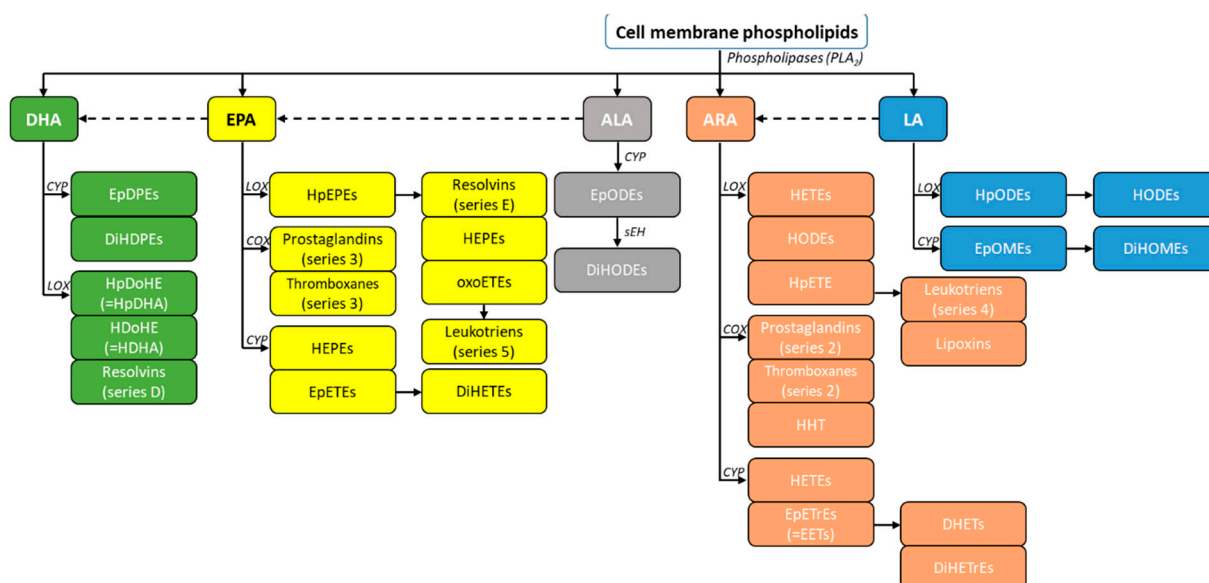 Cell membrane phospholipids
Phospholipases (PLA₂)
DHA
EPA
ALA
ARA
LA
CYP
EpDPEs
DiHDPEs
LOX
HpDoHE
(=HpDHA)
HDoHE
(=HDHA)
Resolvins
(series D)
LOX
HpEPEs
Resolvins
(series E)
HEPEs
oxoETEs
Leukotriens
(series 5)
COX
Prostaglandins
(series 3)
Thromboxanes
(series 3)
CYP
HEPEs
EpETEs
DiHETEs
CYP
EpODEs
sEH
DiHODEs
LOX
HETEs
HODEs
HpETE
Leukotriens
(series 4)
Lipoxins
COX
Prostaglandins
(series 2)
Thromboxanes
(series 2)
HHT
CYP
HETEs
EpETrEs
(=EETs)
DHETs
DiHETrEs
LOX
HpODEs
HODEs
CYP
EpOMEs
DiHOMEs